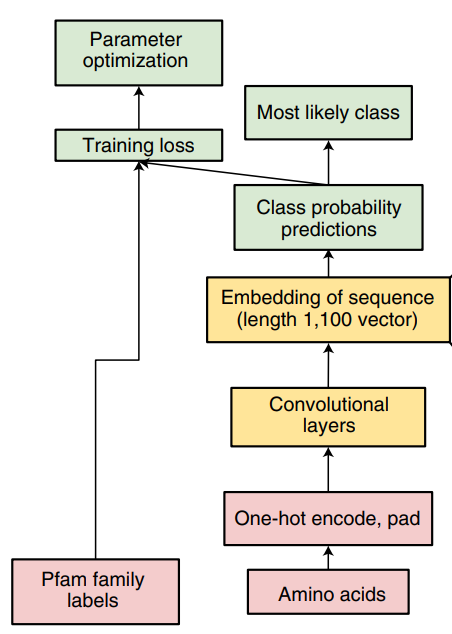 Parameter
optimization
Most likely class
Training loss
Class probability
predictions
Embedding of sequence
(length 1,100 vector)
Convolutional
layers
One-hot encode, pad
Pfam family
labels
Amino acids